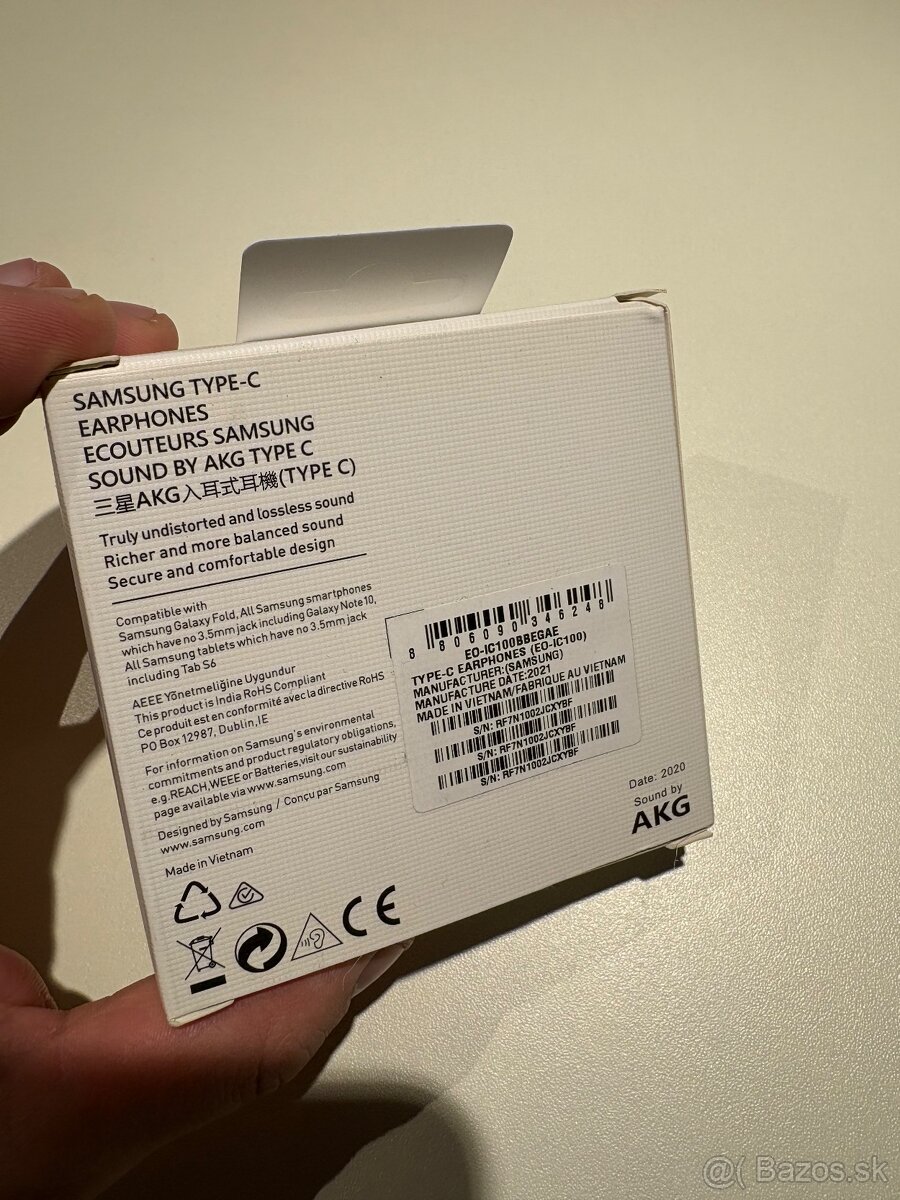 SAMSUNG TYPE-C
EARPHONES
ECOUTEURS SAMSUNG
SOUND BY AKG TYPE C
三星AKG入耳式耳機(TYPE C)
Truly undistorted and lossless sound
Richer and more balanced sound
Secure and comfortable design
Compatible with
Samsung Galaxy Fold, All Samsung smartphones
which have no 3.5mm jack including Galaxy Note 10,
All Samsung tablets which have no 3.5mm jack
including Tab S6
AEEE Yönetmeliğine Uygundur
This product is India RoHS Compliant
Ce produit est en conformité avec la directive RoHS
PO Box 12987, Dublin,IE
For information on Samsung's environmental
commitments and product regulatory obligations,
e.g.REACH,WEEE or Batteries,visit our sustainability
page available via www.samsung.com
Designed by Samsung / Conçu par Samsung
www.samsung.com
Made in Vietnam
CE
8 806090 346248
EO-IC100BBEGAE
TYPE-C EARPHONES (EO-IC100)
MANUFACTURER:(SAMSUNG)
MANUFACTURE DATE:2021
MADE IN VIETNAM/FABRIQUE AU VIETNAM
S/N: RF7N1002JCXYBF
S/N: RF7N1002JCXYBF
S/N: RF7N1002JCXYBF
Date: 2020
Sound by
AKG
@( Bazos.sk